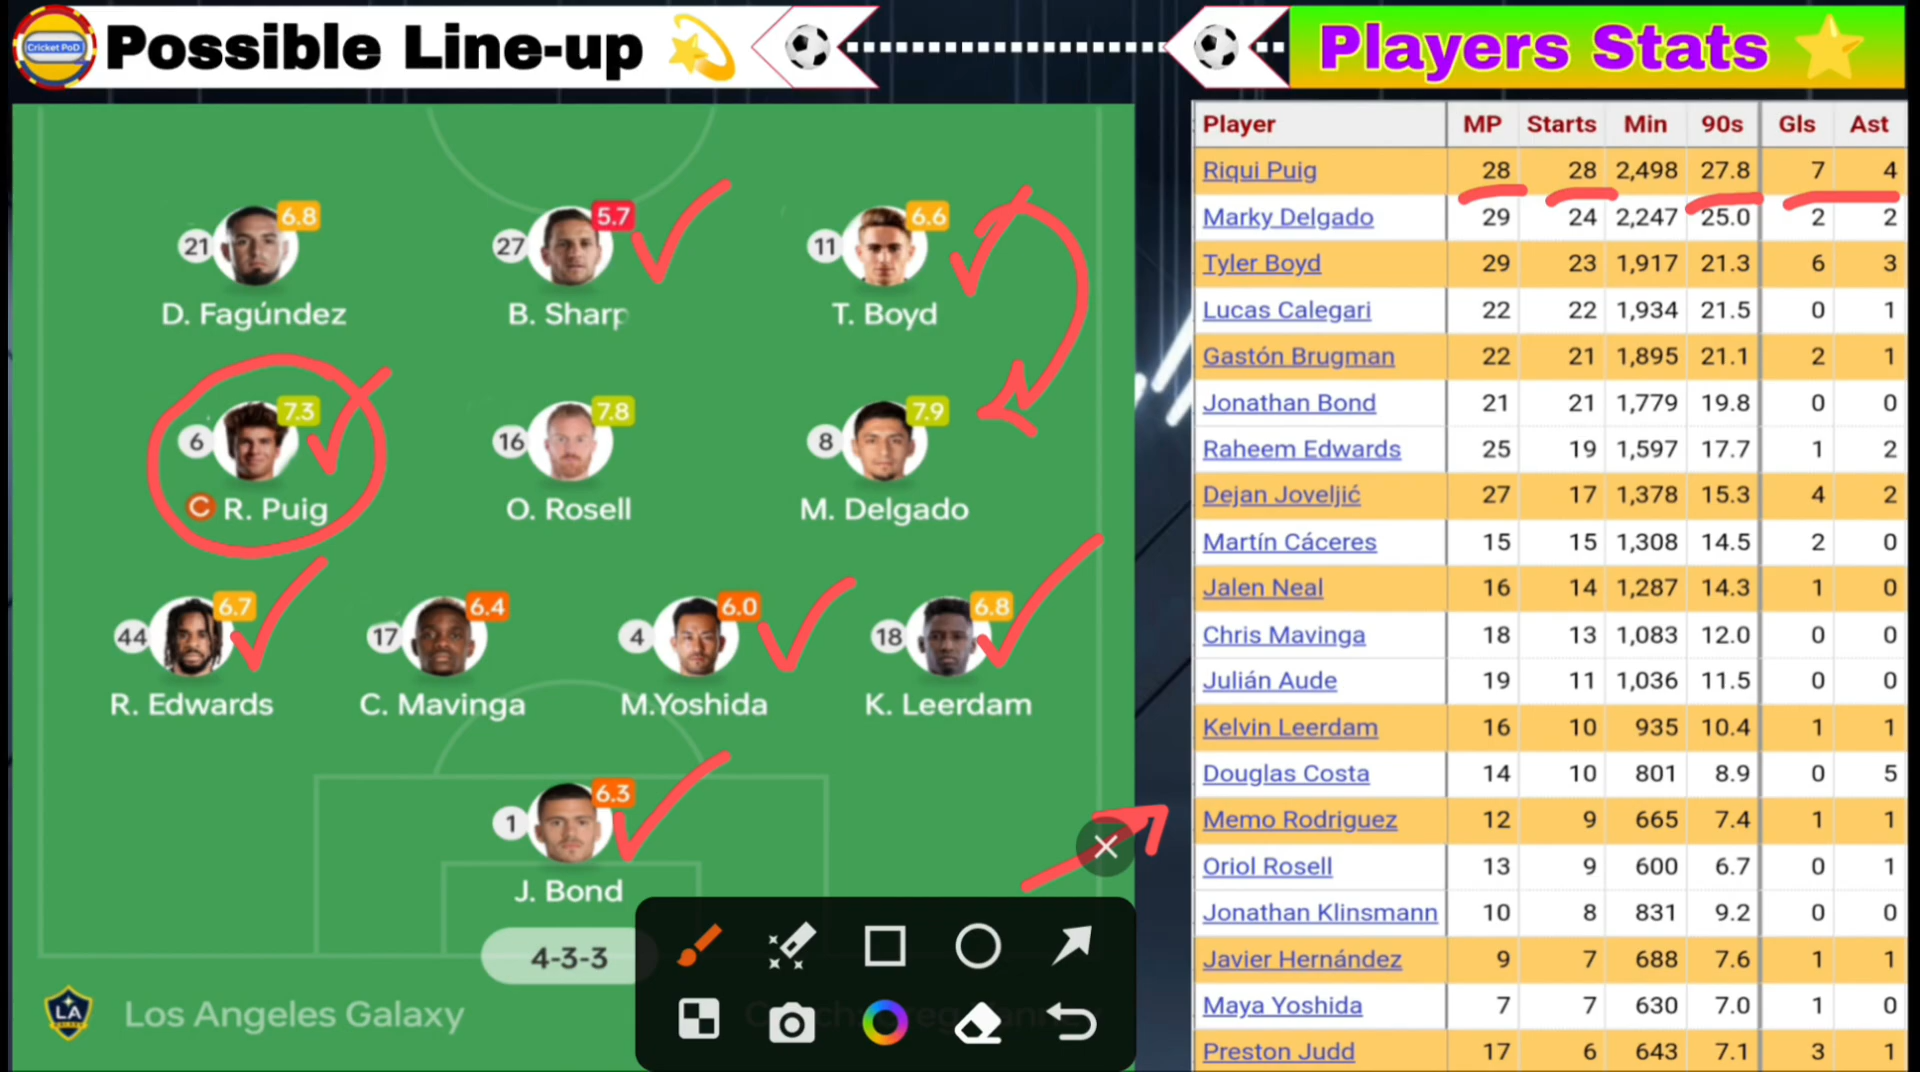 Cricket PoD
Possible Line-up
Players Stats
21 6.8
D. Fagúndez
27 5.7
B. Sharp
11 6.6
T. Boyd
6 7.3
C R. Puig
16 7.8
O. Rosell
8 7.9
M. Delgado
44 6.7
R. Edwards
17 6.4
C. Mavinga
4 6.0
M.Yoshida
18 6.8
K. Leerdam
1 6.3
J. Bond
4-3-3
LA
Los Angeles Galaxy
Player MP Starts Min 90s Gls Ast
Riqui Puig 28 28 2,498 27.8 7 4
Marky Delgado 29 24 2,247 25.0 2 2
Tyler Boyd 29 23 1,917 21.3 6 3
Lucas Calegari 22 22 1,934 21.5 0 1
Gastón Brugman 22 21 1,895 21.1 2 1
Jonathan Bond 21 21 1,779 19.8 0 0
Raheem Edwards 25 19 1,597 17.7 1 2
Dejan Joveljić 27 17 1,378 15.3 4 2
Martín Cáceres 15 15 1,308 14.5 2 0
Jalen Neal 16 14 1,287 14.3 1 0
Chris Mavinga 18 13 1,083 12.0 0 0
Julián Aude 19 11 1,036 11.5 0 0
Kelvin Leerdam 16 10 935 10.4 1 1
Douglas Costa 14 10 801 8.9 0 5
Memo Rodriguez 12 9 665 7.4 1 1
Oriol Rosell 13 9 600 6.7 0 1
Jonathan Klinsmann 10 8 831 9.2 0 0
Javier Hernández 9 7 688 7.6 1 1
Maya Yoshida 7 7 630 7.0 1 0
Preston Judd 17 6 643 7.1 3 1